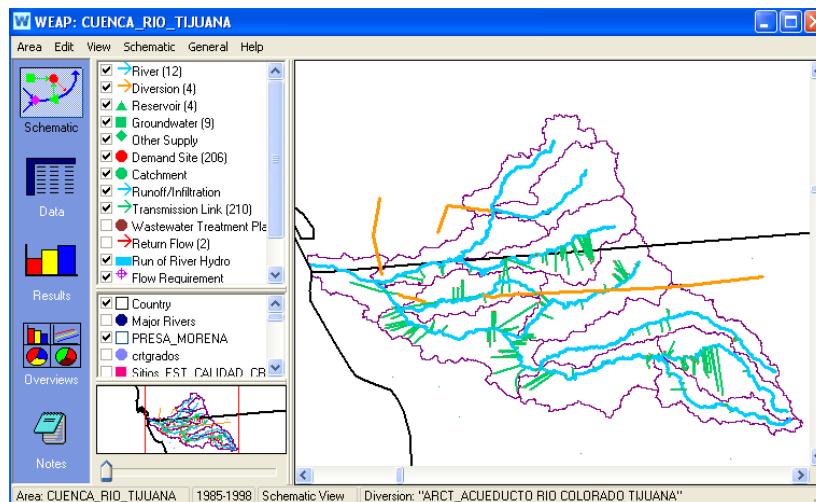 WEAP: CUENCA_RIO_TIJUANA
Area Edit View Schematic General Help
Schematic
Data
Results
Overviews
Notes
River (12)
Diversion (4)
Reservoir (4)
Groundwater (9)
Other Supply
Demand Site (206)
Catchment
Runoff/Infiltration
Transmission Link (210)
Wastewater Treatment Pla
Return Flow (2)
Run of River Hydro
Flow Requirement
Country
Major Rivers
PRESA_MORENA
crtgrados
Sitios_EST_CALIDAD_CR
Area: CUENCA_RIO_TIJUANA 1985-1998 Schematic View Diversion: "ARCT_ACUEDUCTO RIO COLORADO TIJUANA"